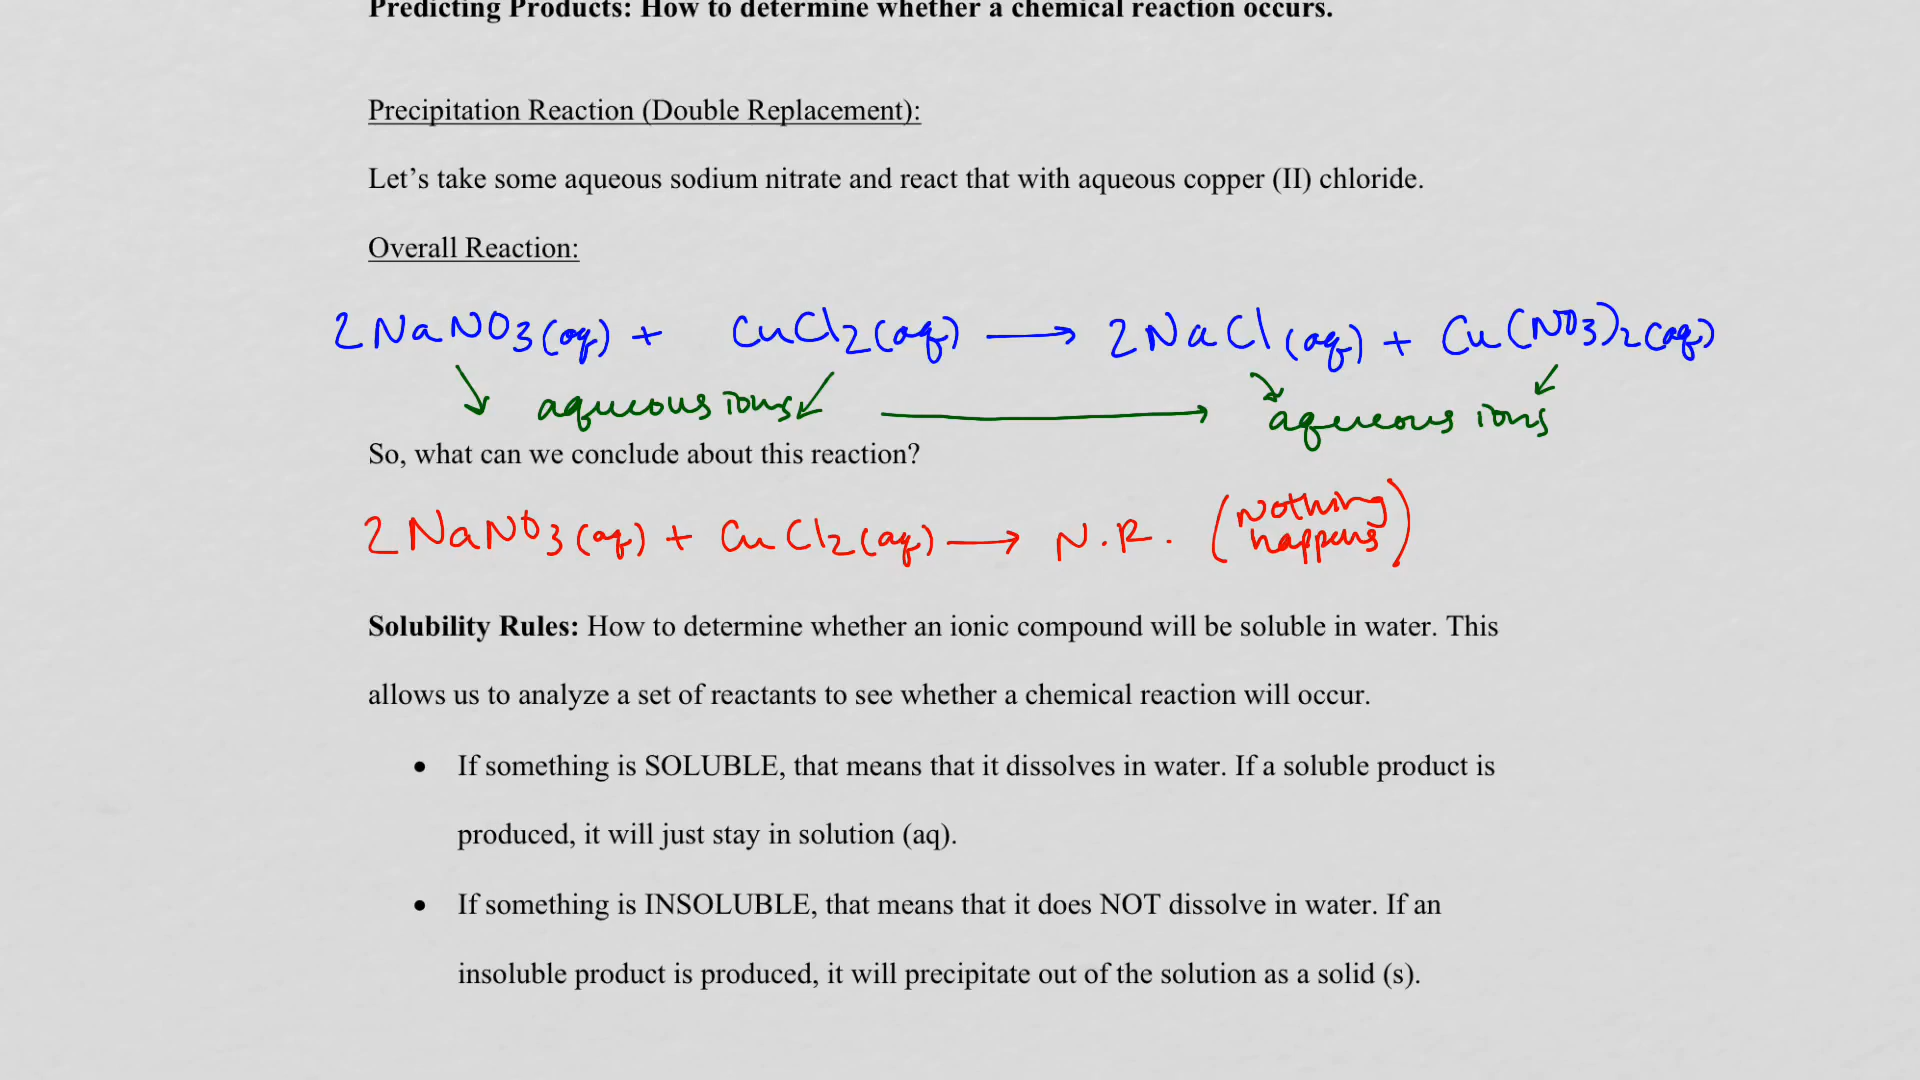 Predicting Products: How to determine whether a chemical reaction occurs.
Precipitation Reaction (Double Replacement):
Let’s take some aqueous sodium nitrate and react that with aqueous copper (II) chloride.
Overall Reaction:
2NaNO3(aq) + CuCl2(aq) → 2NaCl(aq) + Cu(NO3)2(aq)
↘ aqueous ions ↙ → ↘ aqueous ions ↙
So, what can we conclude about this reaction?
2NaNO3(aq) + CuCl2(aq) → N.R. (Nothing happens)
Solubility Rules: How to determine whether an ionic compound will be soluble in water. This
allows us to analyze a set of reactants to see whether a chemical reaction will occur.
• If something is SOLUBLE, that means that it dissolves in water. If a soluble product is
produced, it will just stay in solution (aq).
• If something is INSOLUBLE, that means that it does NOT dissolve in water. If an
insoluble product is produced, it will precipitate out of the solution as a solid (s).